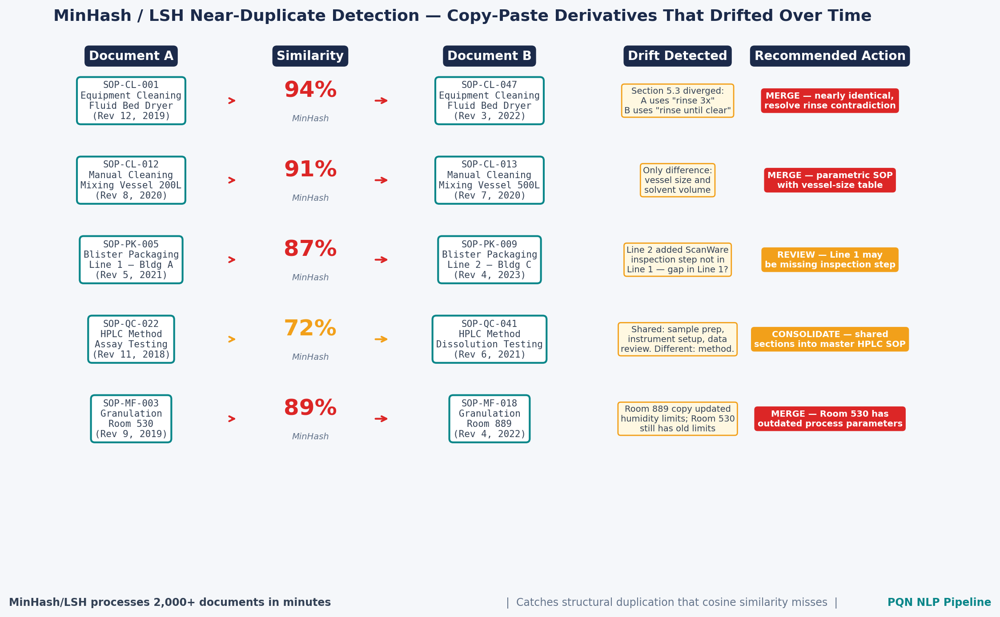 MinHash / LSH Near-Duplicate Detection — Copy-Paste Derivatives That Drifted Over Time
Document A
Similarity
Document B
Drift Detected
Recommended Action
SOP-CL-001
Equipment Cleaning
Fluid Bed Dryer
(Rev 12, 2019)
94%
MinHash
SOP-CL-047
Equipment Cleaning
Fluid Bed Dryer
(Rev 3, 2022)
Section 5.3 diverged:
A uses "rinse 3x"
B uses "rinse until clear"
MERGE — nearly identical,
resolve rinse contradiction
SOP-CL-012
Manual Cleaning
Mixing Vessel 200L
(Rev 8, 2020)
91%
MinHash
SOP-CL-013
Manual Cleaning
Mixing Vessel 500L
(Rev 7, 2020)
Only difference:
vessel size and
solvent volume
MERGE — parametric SOP
with vessel-size table
SOP-PK-005
Blister Packaging
Line 1 — Bldg A
(Rev 5, 2021)
87%
MinHash
SOP-PK-009
Blister Packaging
Line 2 — Bldg C
(Rev 4, 2023)
Line 2 added ScanWare
inspection step not in
Line 1 — gap in Line 1?
REVIEW — Line 1 may
be missing inspection step
SOP-QC-022
HPLC Method
Assay Testing
(Rev 11, 2018)
72%
MinHash
SOP-QC-041
HPLC Method
Dissolution Testing
(Rev 6, 2021)
Shared: sample prep,
instrument setup, data
review. Different: method.
CONSOLIDATE — shared
sections into master HPLC SOP
SOP-MF-003
Granulation
Room 530
(Rev 9, 2019)
89%
MinHash
SOP-MF-018
Granulation
Room 889
(Rev 4, 2022)
Room 889 copy updated
humidity limits; Room 530
still has old limits
MERGE — Room 530 has
outdated process parameters
MinHash/LSH processes 2,000+ documents in minutes
| Catches structural duplication that cosine similarity misses |
PQN NLP Pipeline